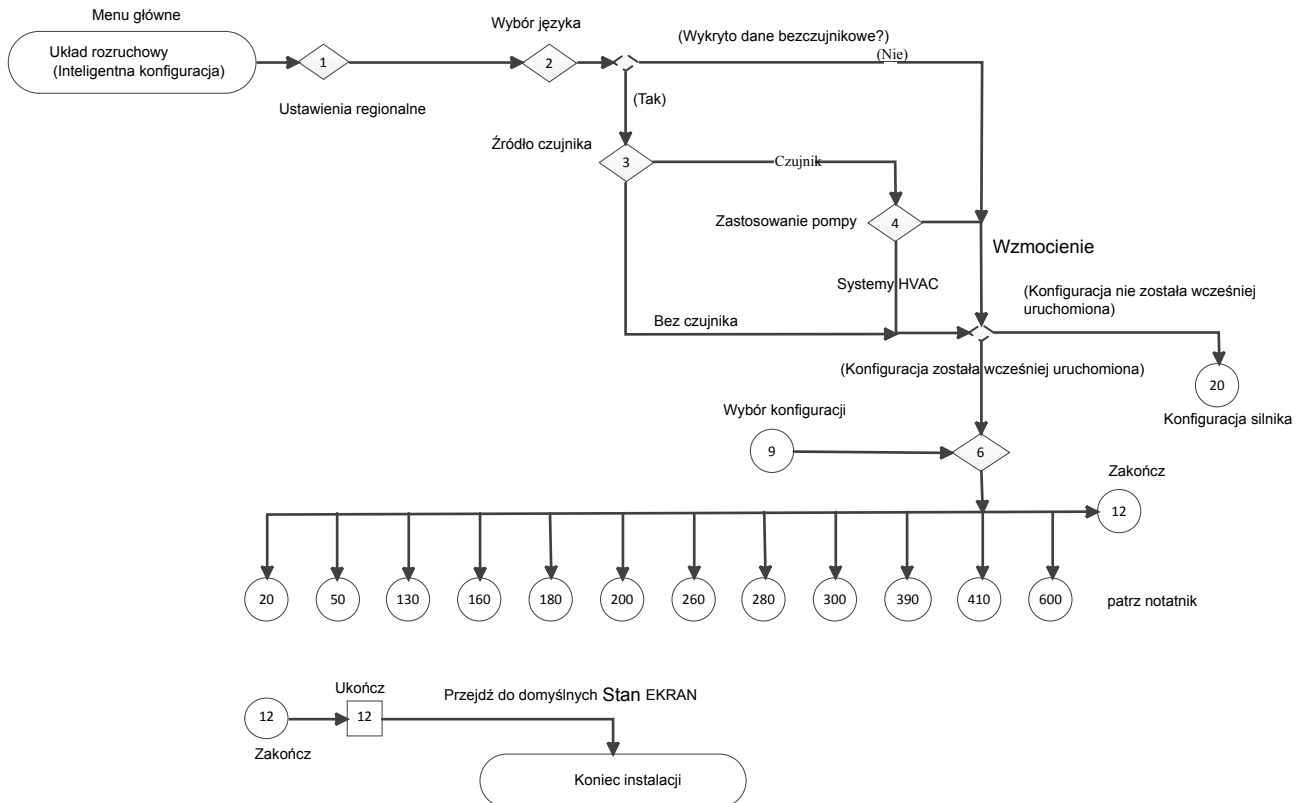 Menu główne
Układ rozruchowy
(Inteligentna konfiguracja)
1
Ustawienia regionalne
Wybór języka
2
(Wykryto dane bezczujnikowe?)
(Nie)
(Tak)
Źródło czujnika
3
Czujnik
Zastosowanie pompy
4
Wzmocienie
Systemy HVAC
Bez czujnika
(Konfiguracja nie została wcześniej
uruchomiona)
(Konfiguracja została wcześniej uruchomiona)
20
Konfiguracja silnika
Wybór konfiguracji
9
6
Zakończ
12
20
50
130
160
180
200
260
280
300
390
410
600
patrz notatnik
Ukończ
Przejdź do domyślnych Stan EKRAN
12
12
Zakończ
Koniec instalacji